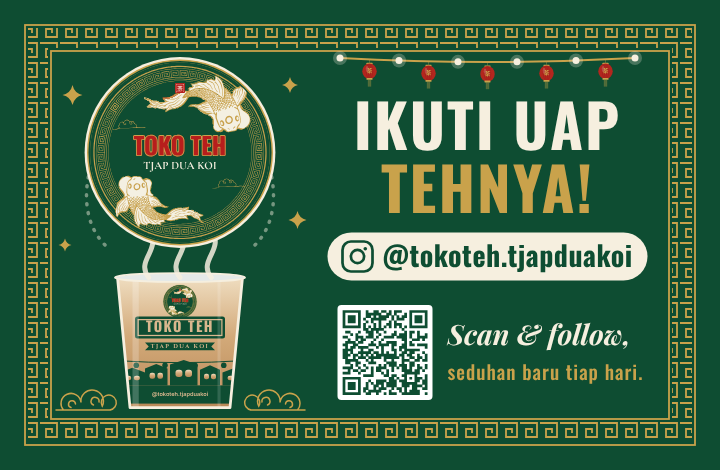 TOKO TEH
TJAP DUA KOI
IKUTI UAP
TEHNYA!
@tokoteh.tjapduakoi
Scan & follow,
seduhan baru tiap hari.
TOKO TEH
TJAP DUA KOI
@tokoteh.tjapduakoi